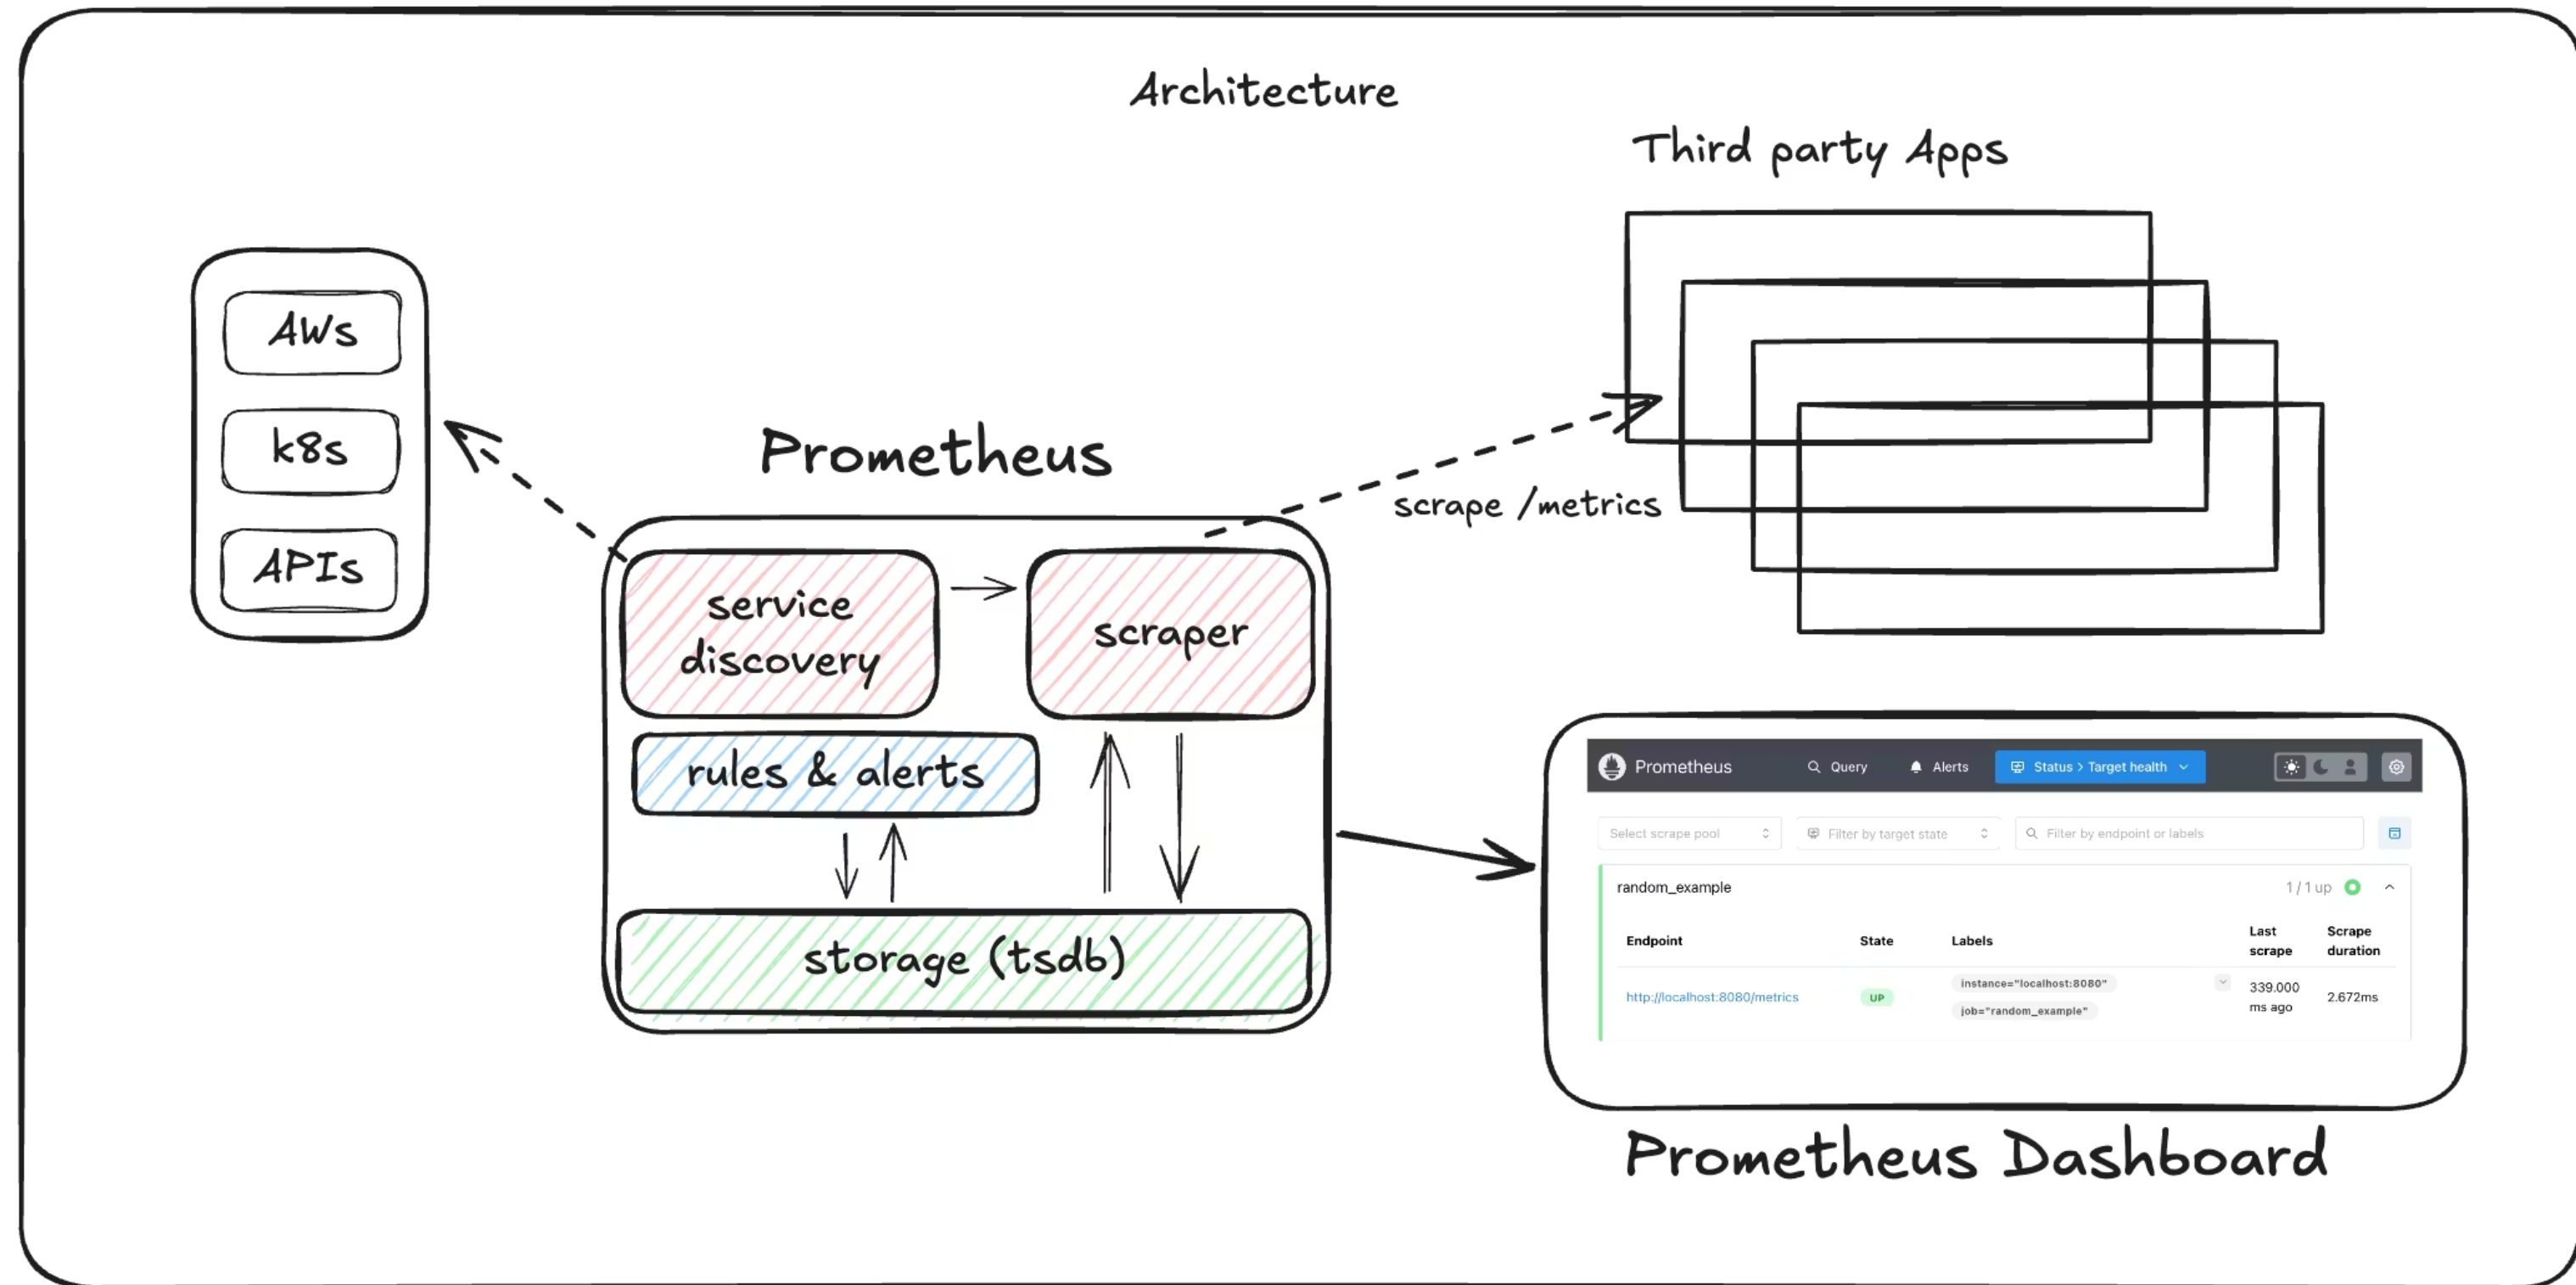 Architecture
Third party Apps
AWs
k8s
APIs
Prometheus
scrape /metrics
service
discovery
scraper
rules & alerts
storage (tsdb)
Prometheus
Query
Alerts
Status > Target health
Select scrape pool
Filter by target state
Filter by endpoint or labels
random_example
1 / 1 up
Endpoint
State
Labels
Last
scrape
Scrape
duration
http://localhost:8080/metrics
UP
instance="localhost:8080"
job="random_example"
339.000
ms ago
2.672ms
Prometheus Dashboard